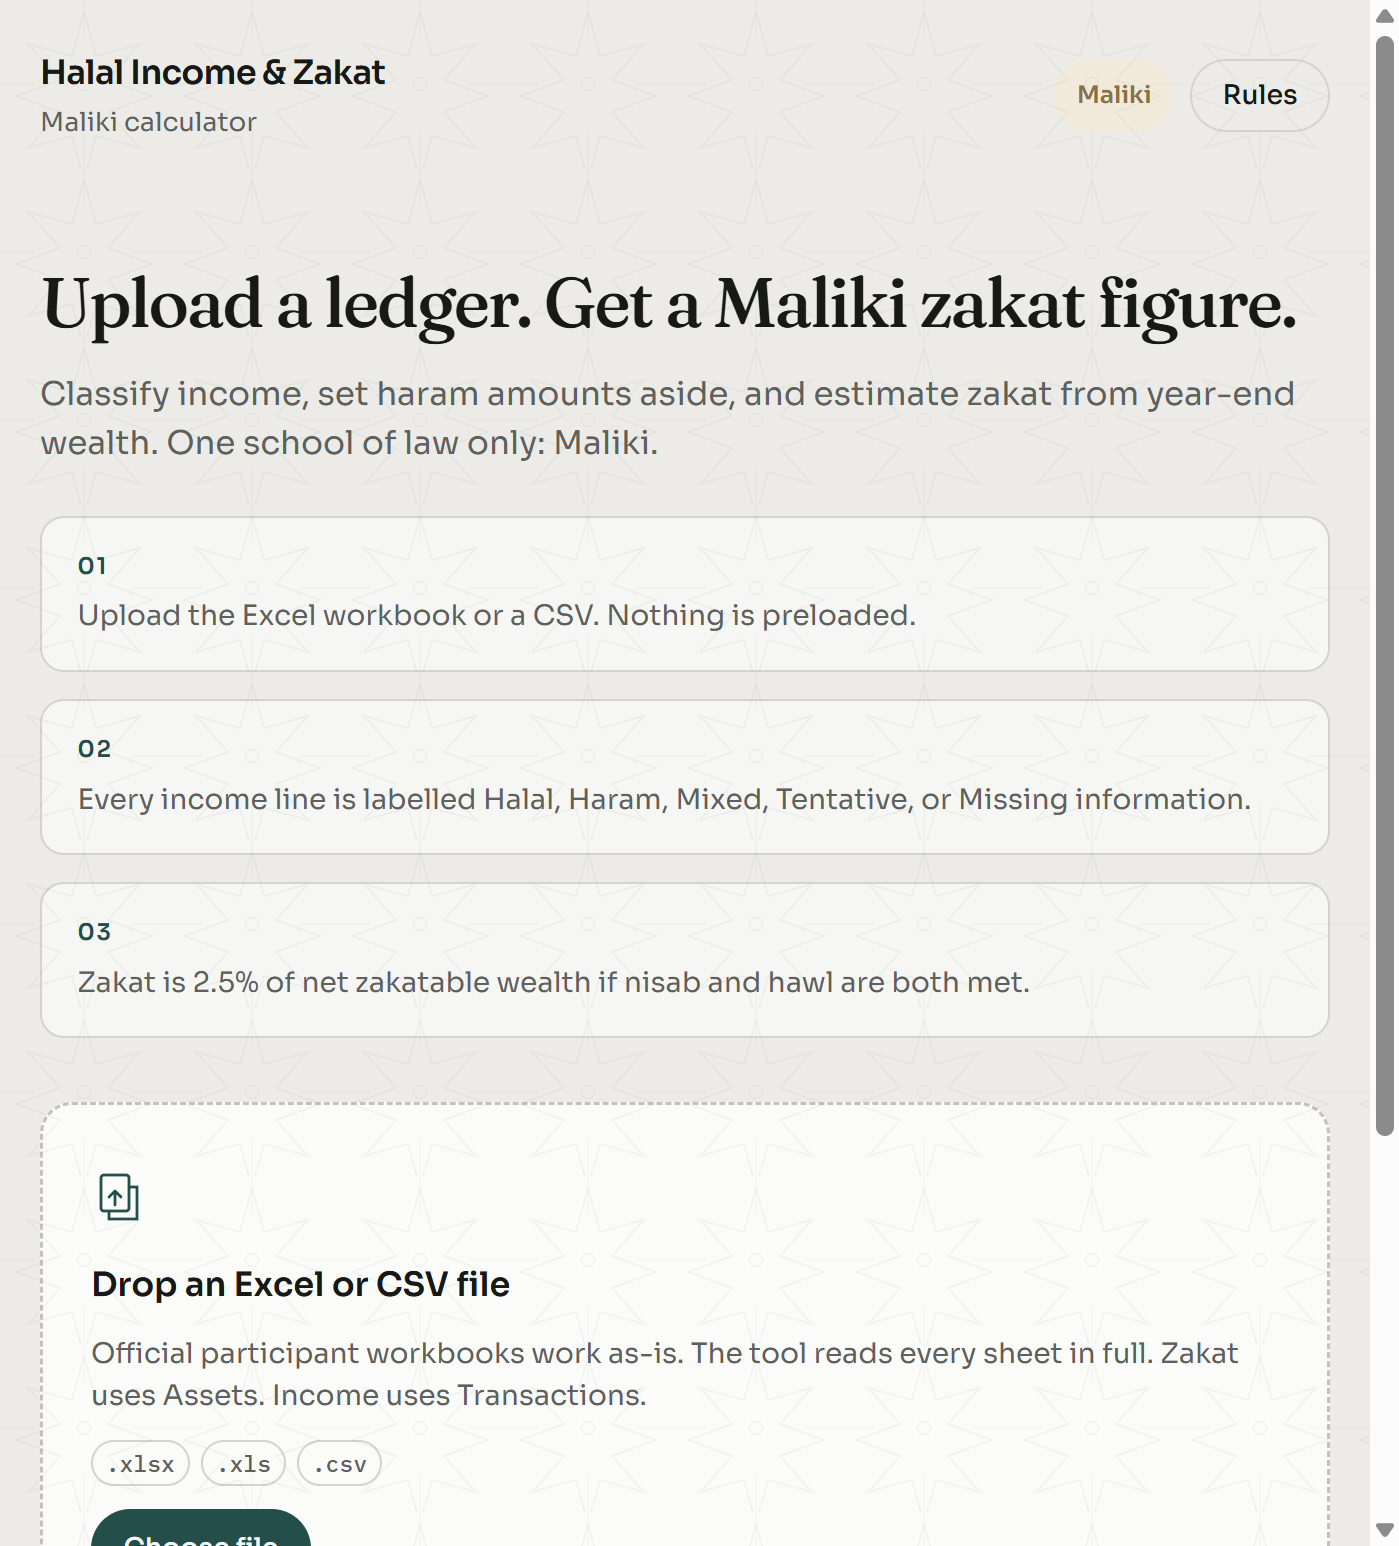 Halal Income & Zakat
Maliki calculator
Maliki
Rules
Upload a ledger. Get a Maliki zakat figure.
Classify income, set haram amounts aside, and estimate zakat from year-end
wealth. One school of law only: Maliki.
01
Upload the Excel workbook or a CSV. Nothing is preloaded.
02
Every income line is labelled Halal, Haram, Mixed, Tentative, or Missing information.
03
Zakat is 2.5% of net zakatable wealth if nisab and hawl are both met.
Drop an Excel or CSV file
Official participant workbooks work as-is. The tool reads every sheet in full. Zakat
uses Assets. Income uses Transactions.
.xlsx
.xls
.csv
Choose file